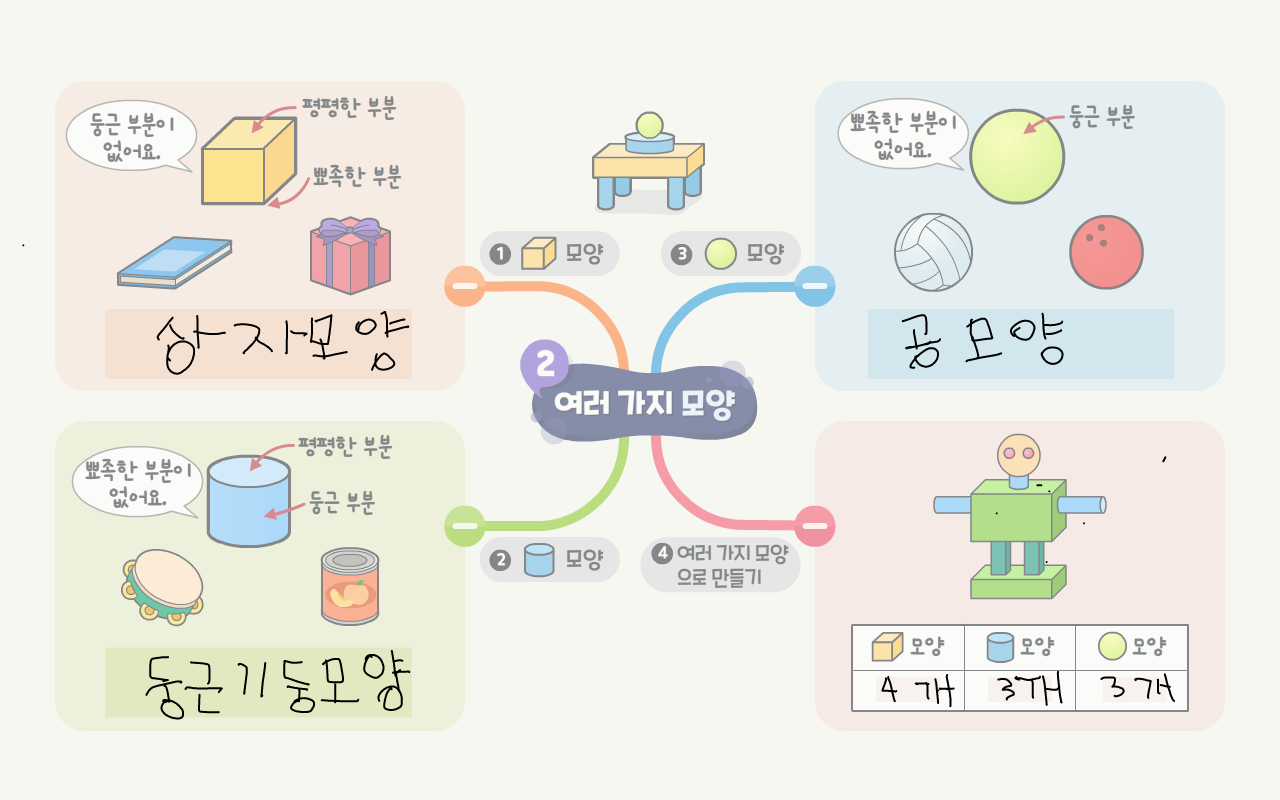 둥근 부분이
없어요.
평평한 부분
뾰족한 부분
상자모양
1 모양
3 모양
뾰족한 부분이
없어요.
둥근 부분
공 모양
2
여러 가지 모양
뾰족한 부분이
없어요.
평평한 부분
둥근 부분
둥근기둥모양
2 모양
4 여러 가지 모양
으로 만들기
모양 모양 모양
4 개 3개 3개